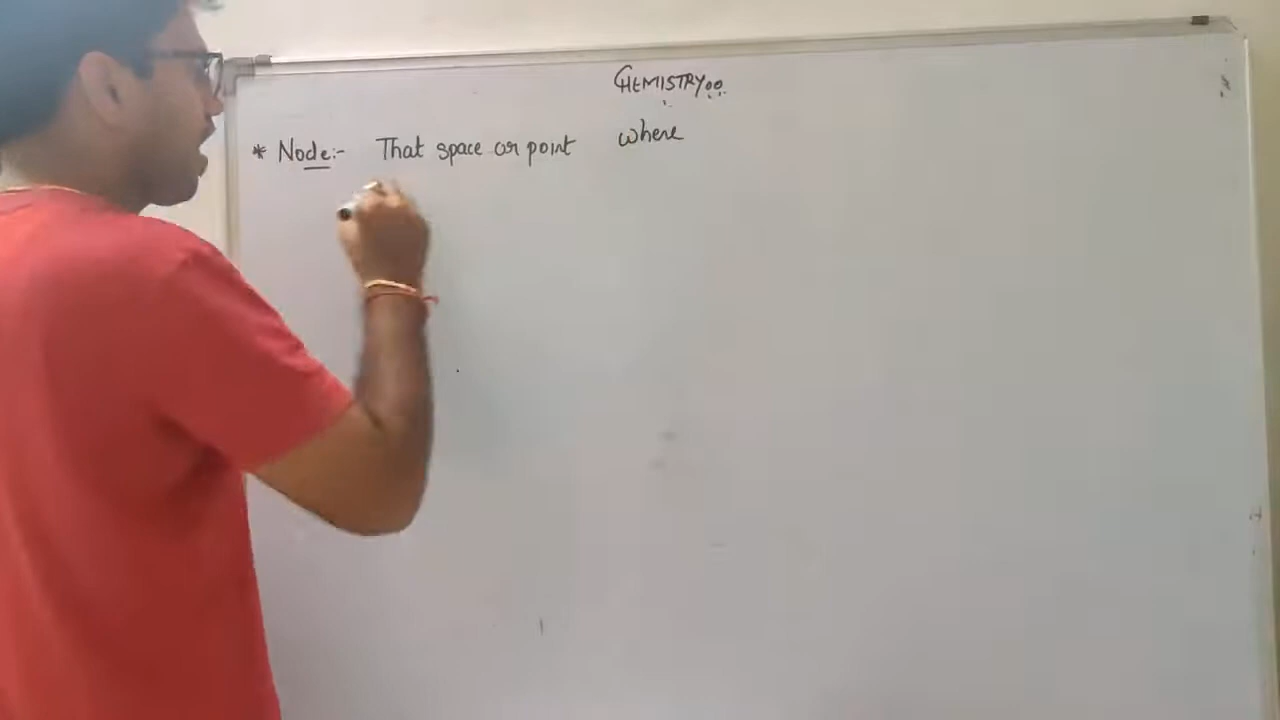 CHEMISTRY
* Node:- That space or point where